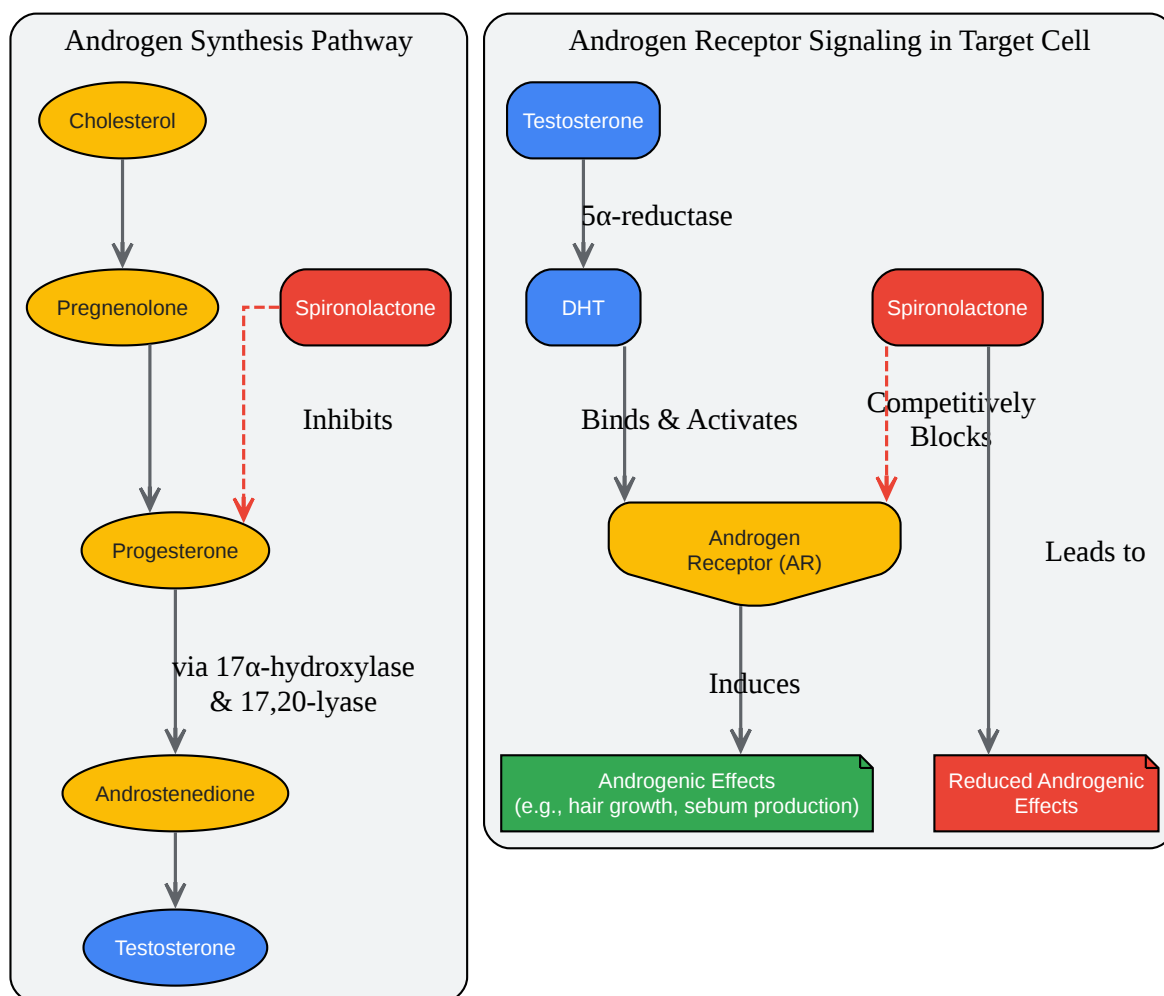 Androgen Synthesis Pathway
Cholesterol
Pregnenolone
Spironolactone
Inhibits
Progesterone
via 17α-hydroxylase
& 17,20-lyase
Androstenedione
Testosterone
Androgen Receptor Signaling in Target Cell
Testosterone
5α-reductase
DHT
Spironolactone
Binds & Activates
Competitively
Blocks
Androgen
Receptor (AR)
Leads to
Induces
Androgenic Effects
(e.g., hair growth, sebum production)
Reduced Androgenic
Effects